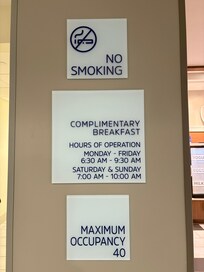 NO
SMOKING
COMPLIMENTARY
BREAKFAST
HOURS OF OPERATION
MONDAY - FRIDAY
6:30 AM - 9:30 AM
SATURDAY & SUNDAY
7:00 AM - 10:00 AM
MAXIMUM
OCCUPANCY
40